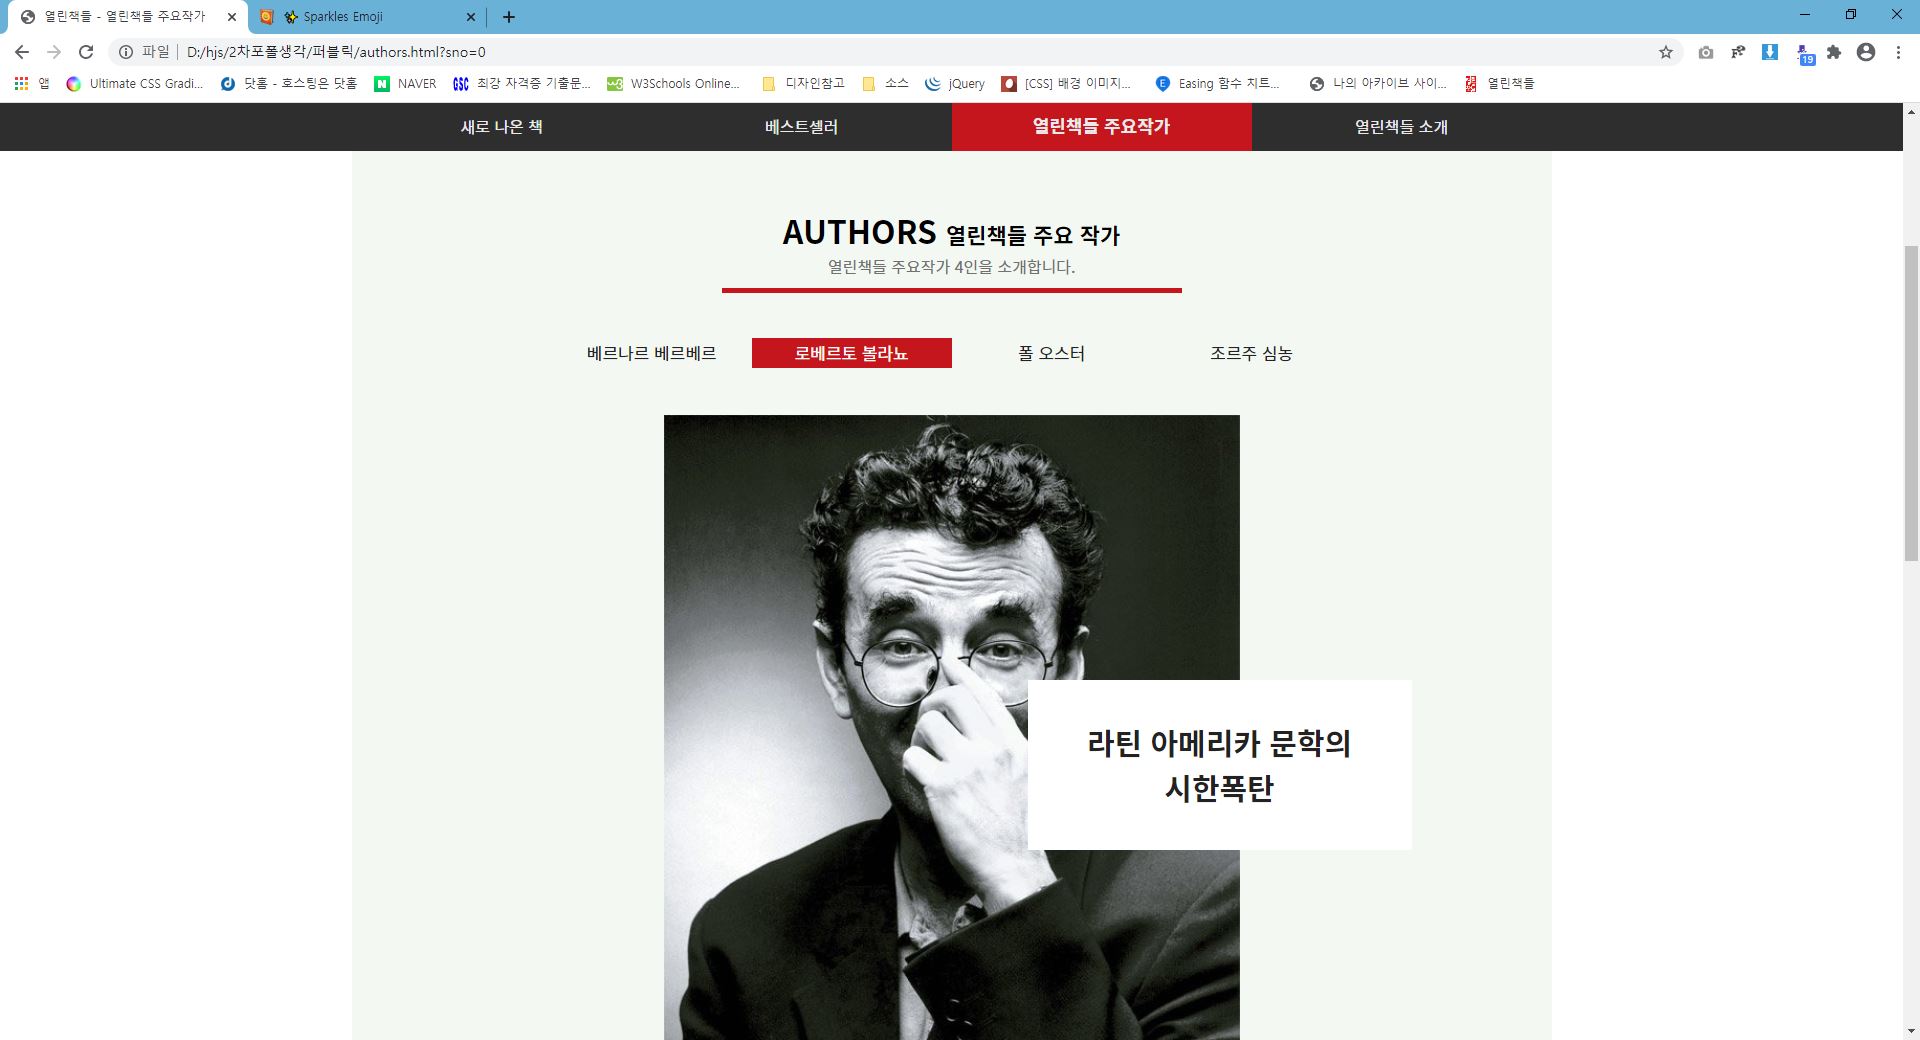 열린책들 - 열린책들 주요작가
Sparkles Emoji
파일 D:/hjs/2차포폴생각/퍼블릭/authors.html?sno=0
19
앱 Ultimate CSS Gradi... 닷홈 - 호스팅은 닷홈 NAVER 최강 자격증 기출문... W3Schools Online... 디자인참고 소스 jQuery [CSS] 배경 이미지... Easing 함수 치트... 나의 아카이브 사이... 열린책들
새로 나온 책 베스트셀러 열린책들 주요작가 열린책들 소개
AUTHORS 열린책들 주요 작가
열린책들 주요작가 4인을 소개합니다.
베르나르 베르베르 로베르토 볼라뇨 폴 오스터 조르주 심농
라틴 아메리카 문학의
시한폭탄